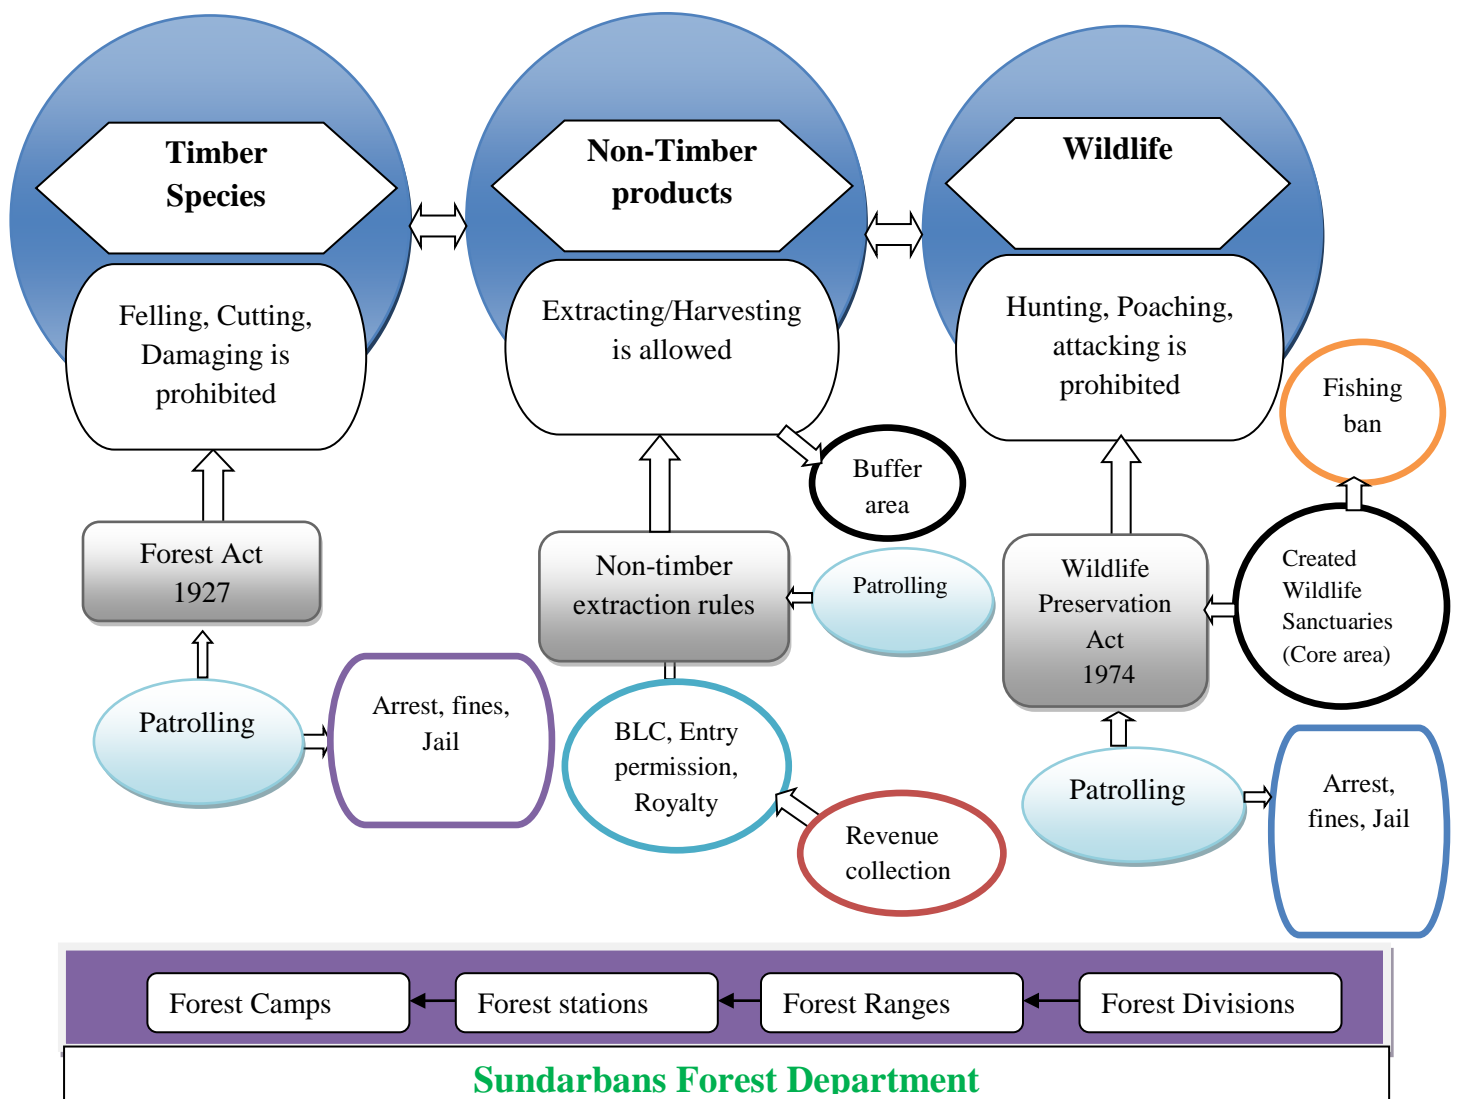 Timber
Species
Non-Timber
products
Wildlife
Felling, Cutting,
Damaging is
prohibited
Extracting/Harvesting
is allowed
Hunting, Poaching,
attacking is
prohibited
Fishing
ban
Buffer
area
Forest Act
1927
Non-timber
extraction rules
Patrolling
Wildlife
Preservation
Act
1974
Created
Wildlife
Sanctuaries
(Core area)
Patrolling
Arrest, fines,
Jail
BLC, Entry
permission,
Royalty
Revenue
collection
Patrolling
Arrest,
fines, Jail
Forest Camps
Forest stations
Forest Ranges
Forest Divisions
Sundarbans Forest Department